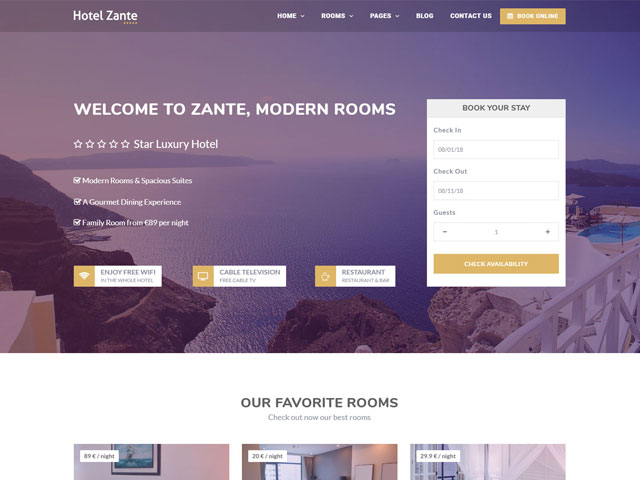 Hotel Zante
HOME ROOMS PAGES BLOG CONTACT US BOOK ONLINE
WELCOME TO ZANTE, MODERN ROOMS
Star Luxury Hotel
Modern Rooms & Spacious Suites
A Gourmet Dining Experience
Family Room from €89 per night
ENJOY FREE WIFI
IN THE WHOLE HOTEL
CABLE TELEVISION
FREE CABLE TV
RESTAURANT
RESTAURANT & BAR
BOOK YOUR STAY
Check In
08/01/18
Check Out
08/11/18
Guests
− 1 +
CHECK AVAILABILITY
OUR FAVORITE ROOMS
Check out now our best rooms
89 € / night
20 € / night
29.9 € / night